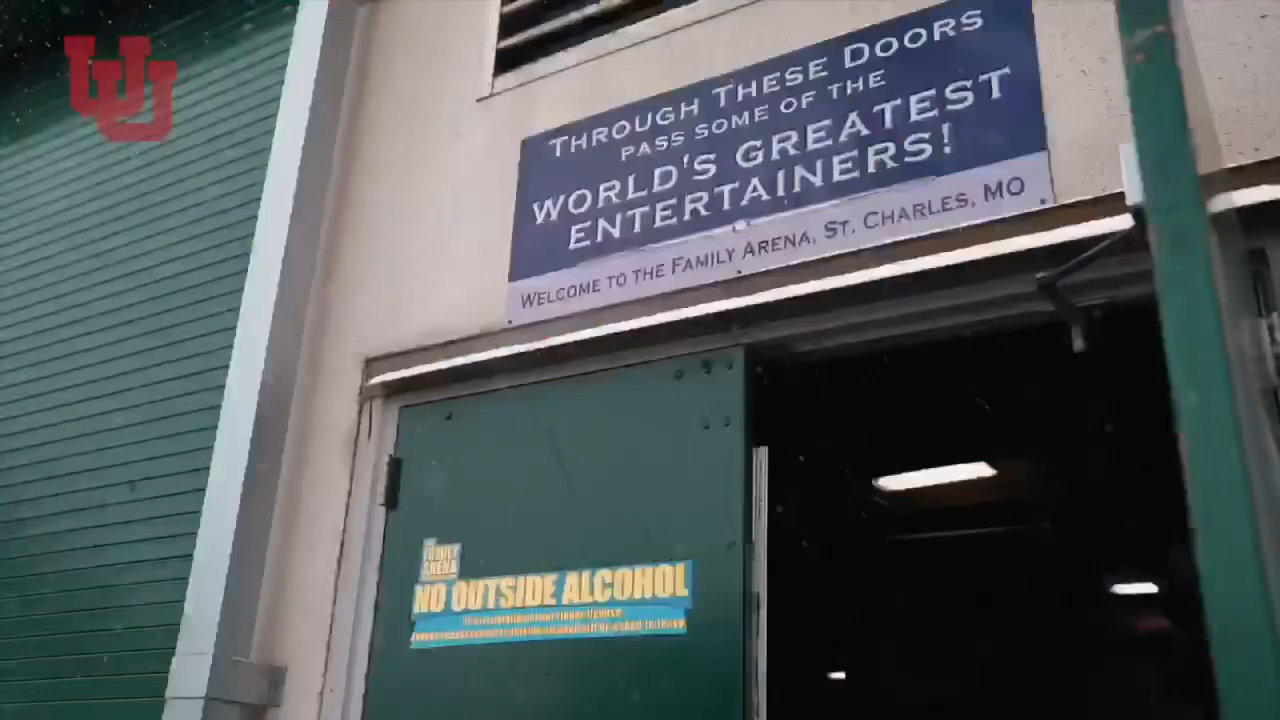 UU
THROUGH THESE DOORS
PASS SOME OF THE
WORLD'S GREATEST
ENTERTAINERS!
WELCOME TO THE FAMILY ARENA, ST. CHARLES, MO
FAMILY
ARENA
NO OUTSIDE ALCOHOL